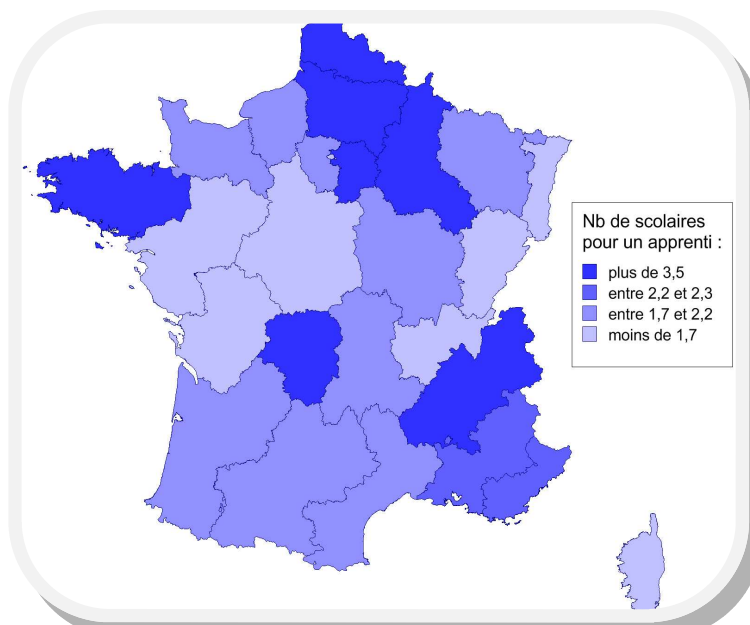 Nb de scolaires
pour un apprenti :
plus de 3,5
entre 2,2 et 2,3
entre 1,7 et 2,2
moins de 1,7